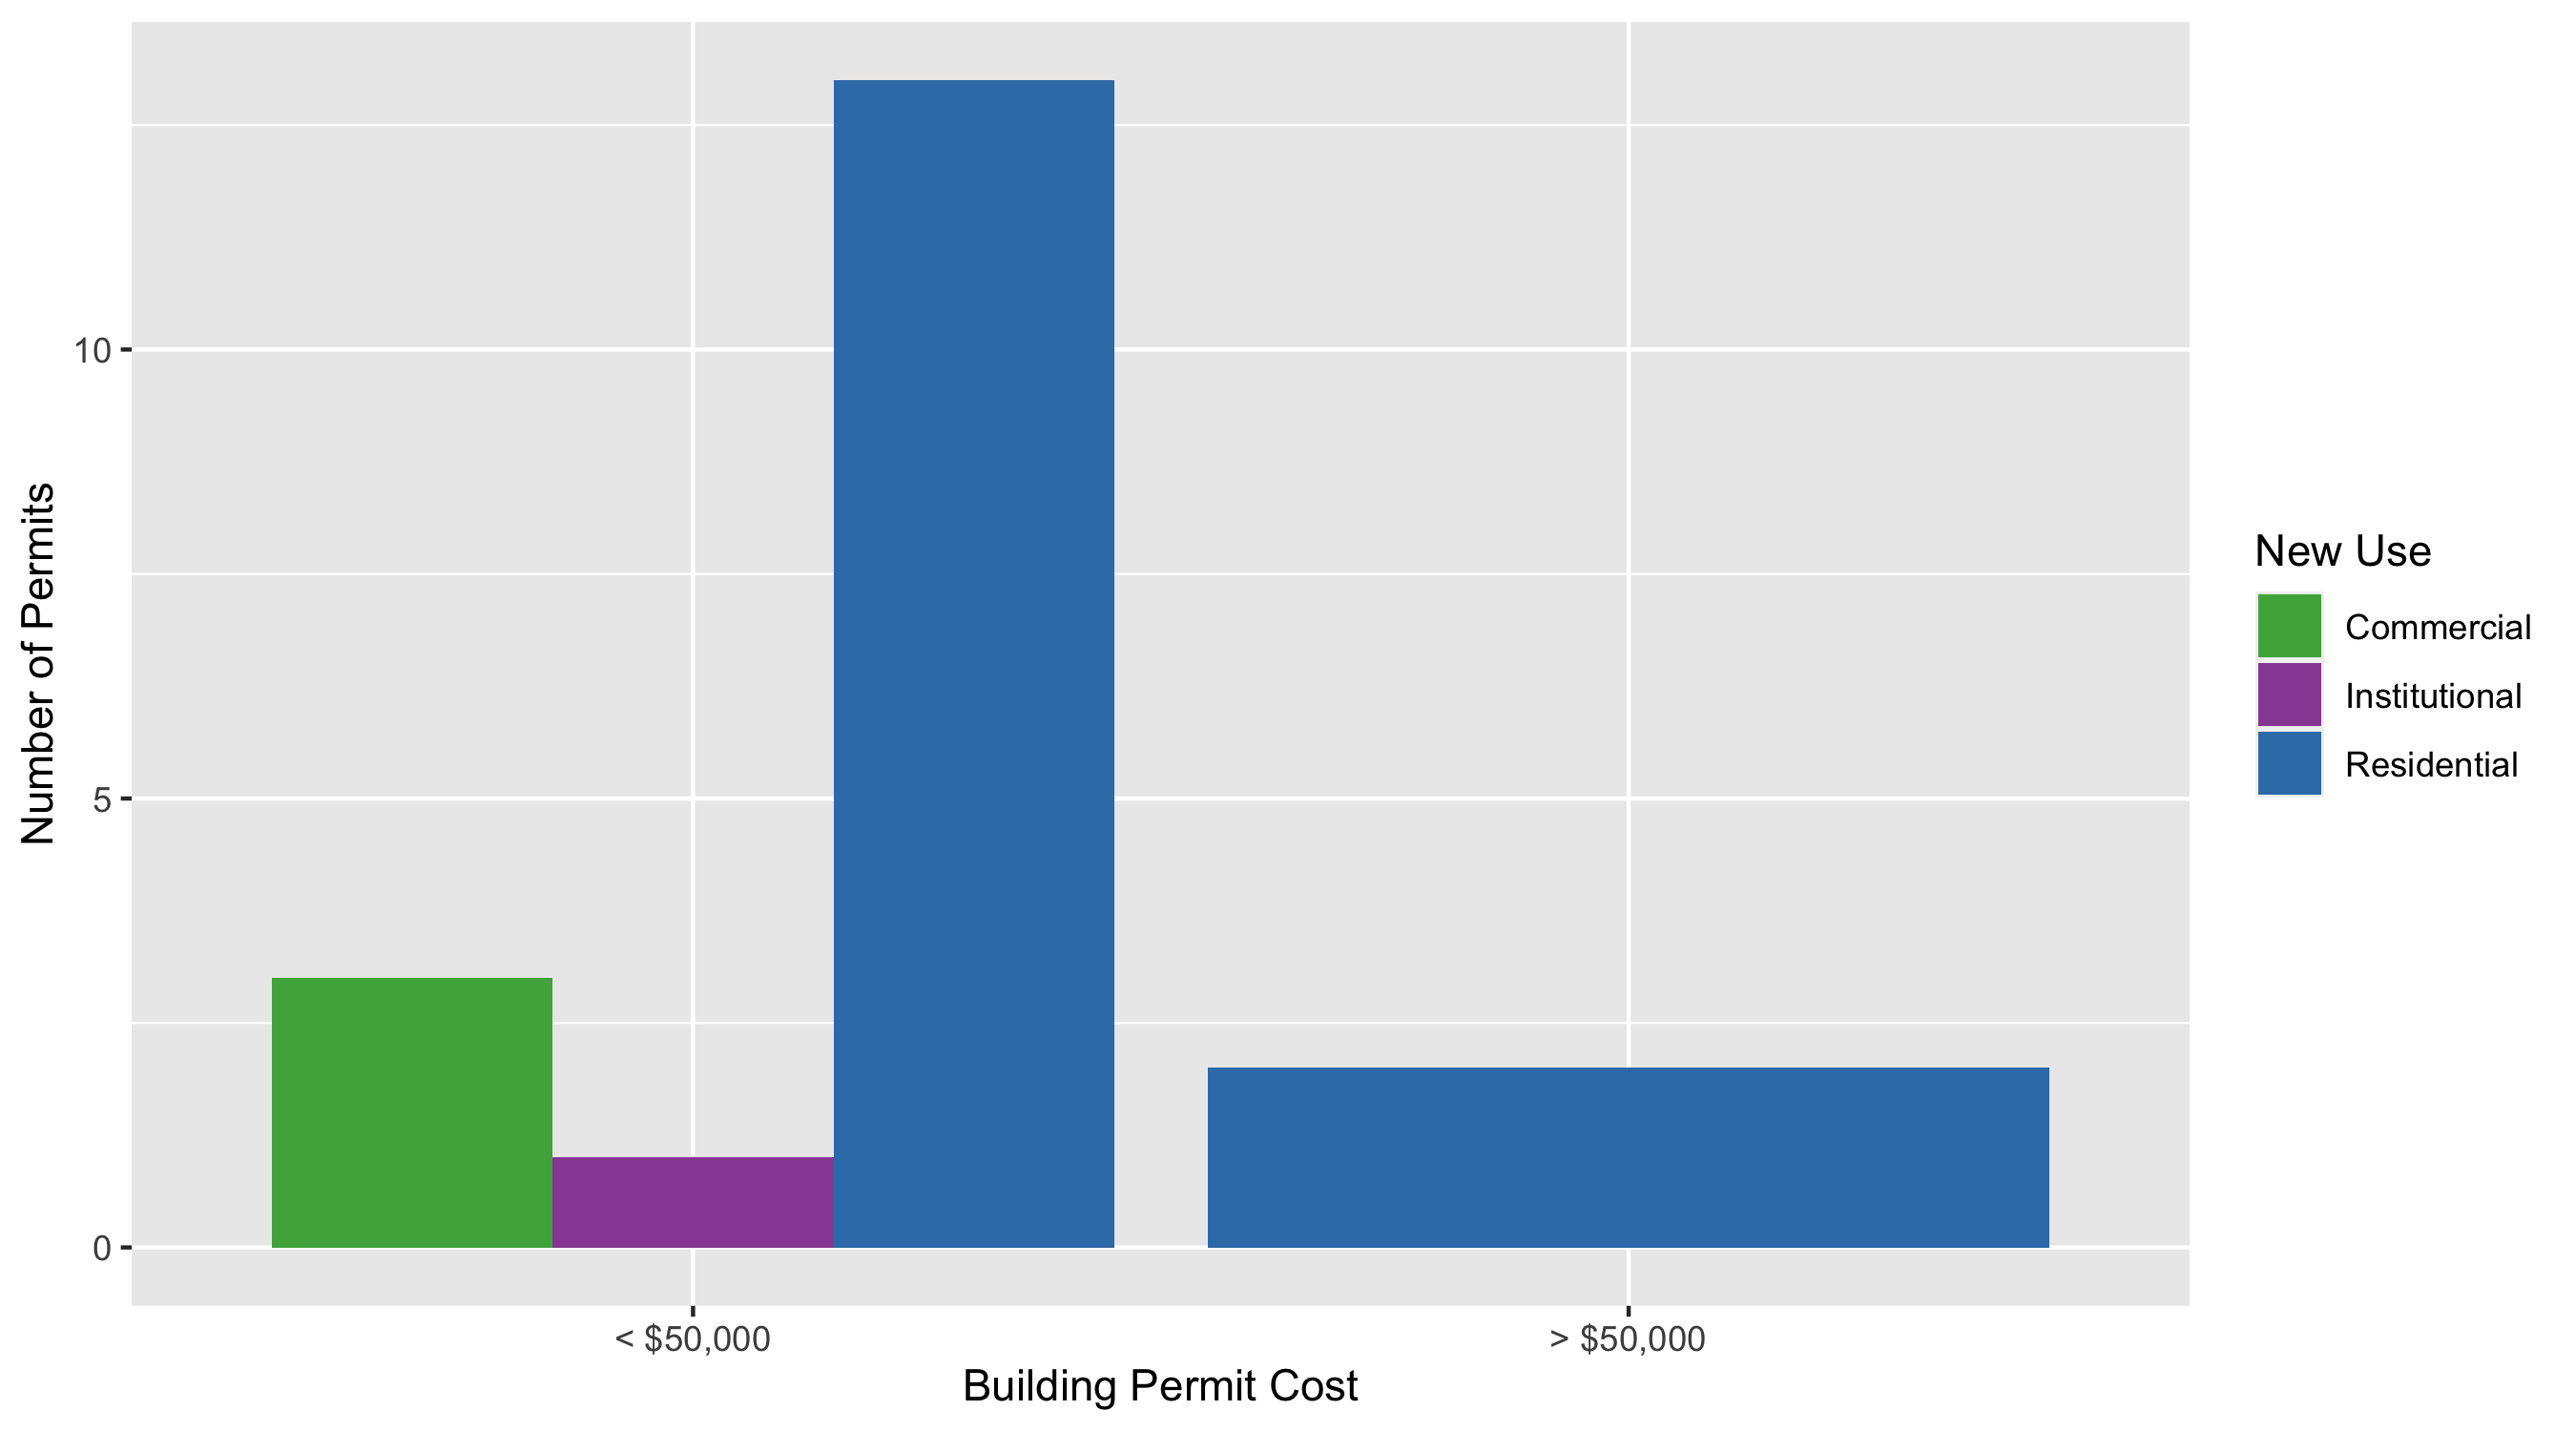 10
5
0
Number of Permits
< $50,000
> $50,000
Building Permit Cost
New Use
Commercial
Institutional
Residential